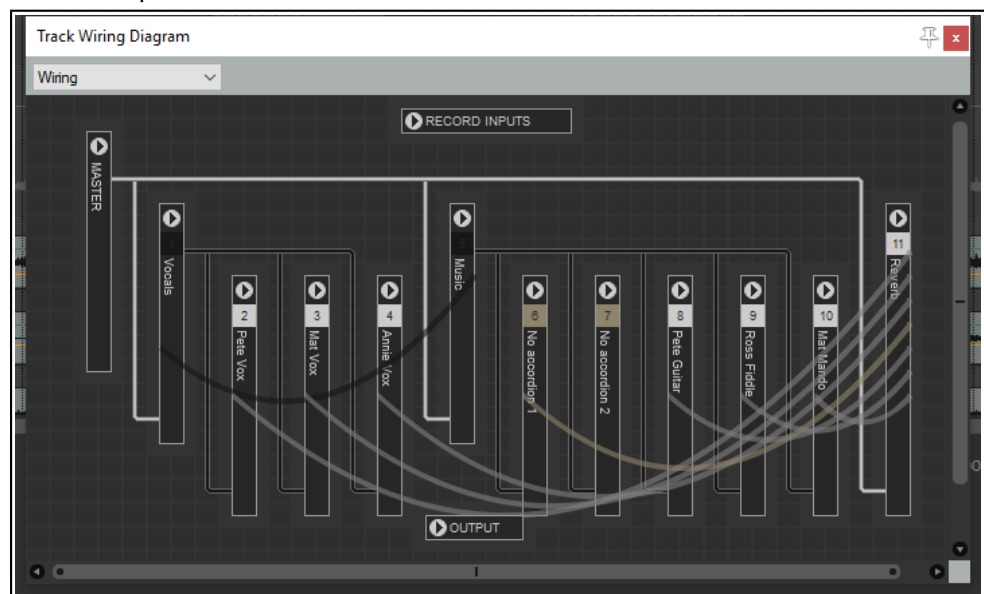 Track Wiring Diagram
x
Wiring
RECORD INPUTS
MASTER
Vocals
2
Pete Vox
3
Mat Vox
4
Annie Vox
Music
6
No accordion 1
7
No accordion 2
8
Pete Guitar
9
Ross Fiddle
10
Mat Mando
11
Reverb
OUTPUT